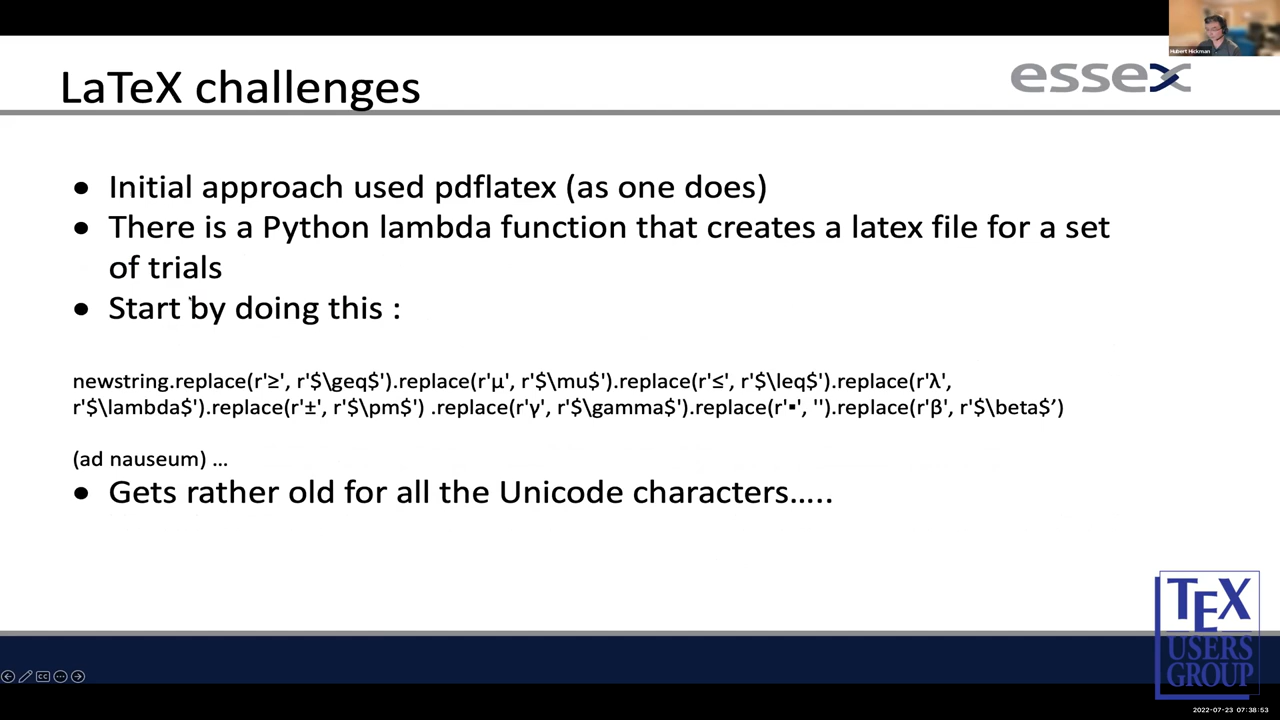 Hubert Hickman
LaTeX challenges
essex
● Initial approach used pdflatex (as one does)
● There is a Python lambda function that creates a latex file for a set
of trials
● Start by doing this :
newstring.replace(r'≥', r'$\geq$').replace(r'µ', r'$\mu$').replace(r'≤', r'$\leq$').replace(r'λ',
r'$\lambda$').replace(r'±', r'$\pm$') .replace(r'γ', r'$\gamma$').replace(r'▪', '').replace(r'β', r'$\beta$’)
(ad nauseum) ...
● Gets rather old for all the Unicode characters…..
TEX
USERS
GROUP
CC
2022-07-23 07:38:53